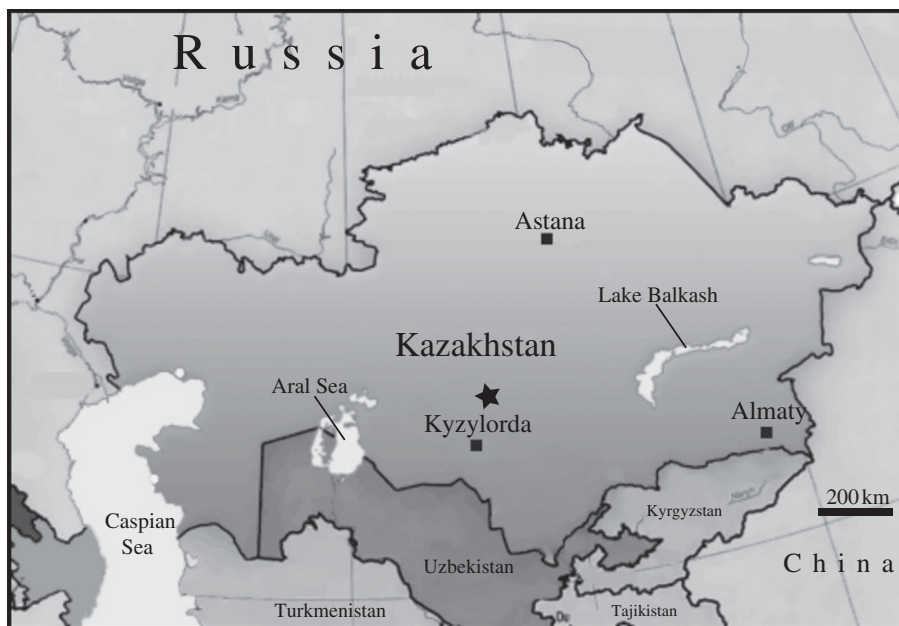 Russia
Astana
Lake Balkash
Kazakhstan
Aral Sea
Kyzylorda
Almaty
200 km
Kyrgyzstan
Caspian
Sea
Uzbekistan
China
Turkmenistan
Tajikistan